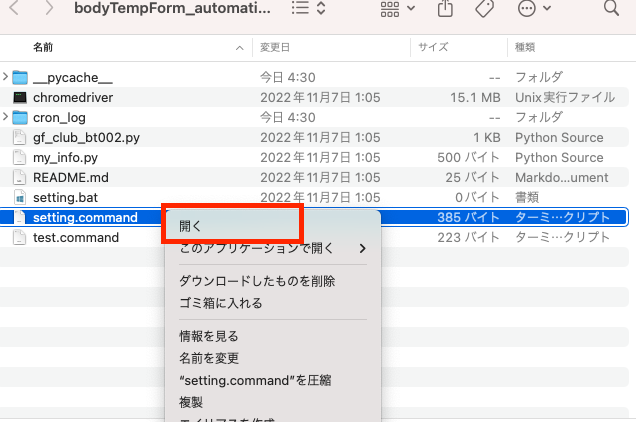 bodyTempForm_automati...
名前 変更日 サイズ 種類
__pycache__ 今日 4:30 -- フォルダ
chromedriver 2022年11月7日 1:05 15.1 MB Unix実行ファイル
cron_log 今日 4:30 -- フォルダ
gf_club_bt002.py 2022年11月7日 1:05 1 KB Python Source
my_info.py 2022年11月7日 1:05 500 バイト Python Source
README.md 2022年11月7日 1:05 25 バイト Markdo...ument
setting.bat 2022年11月7日 1:05 0バイト 書類
setting.command 385 バイト ターミ…クリプト
test.command 223 バイト ターミ…クリプト
開く
このアプリケーションで開く
ダウンロードしたものを削除
ゴミ箱に入れる
情報を見る
名前を変更
“setting.command”を圧縮
複製
エイリアスを作成